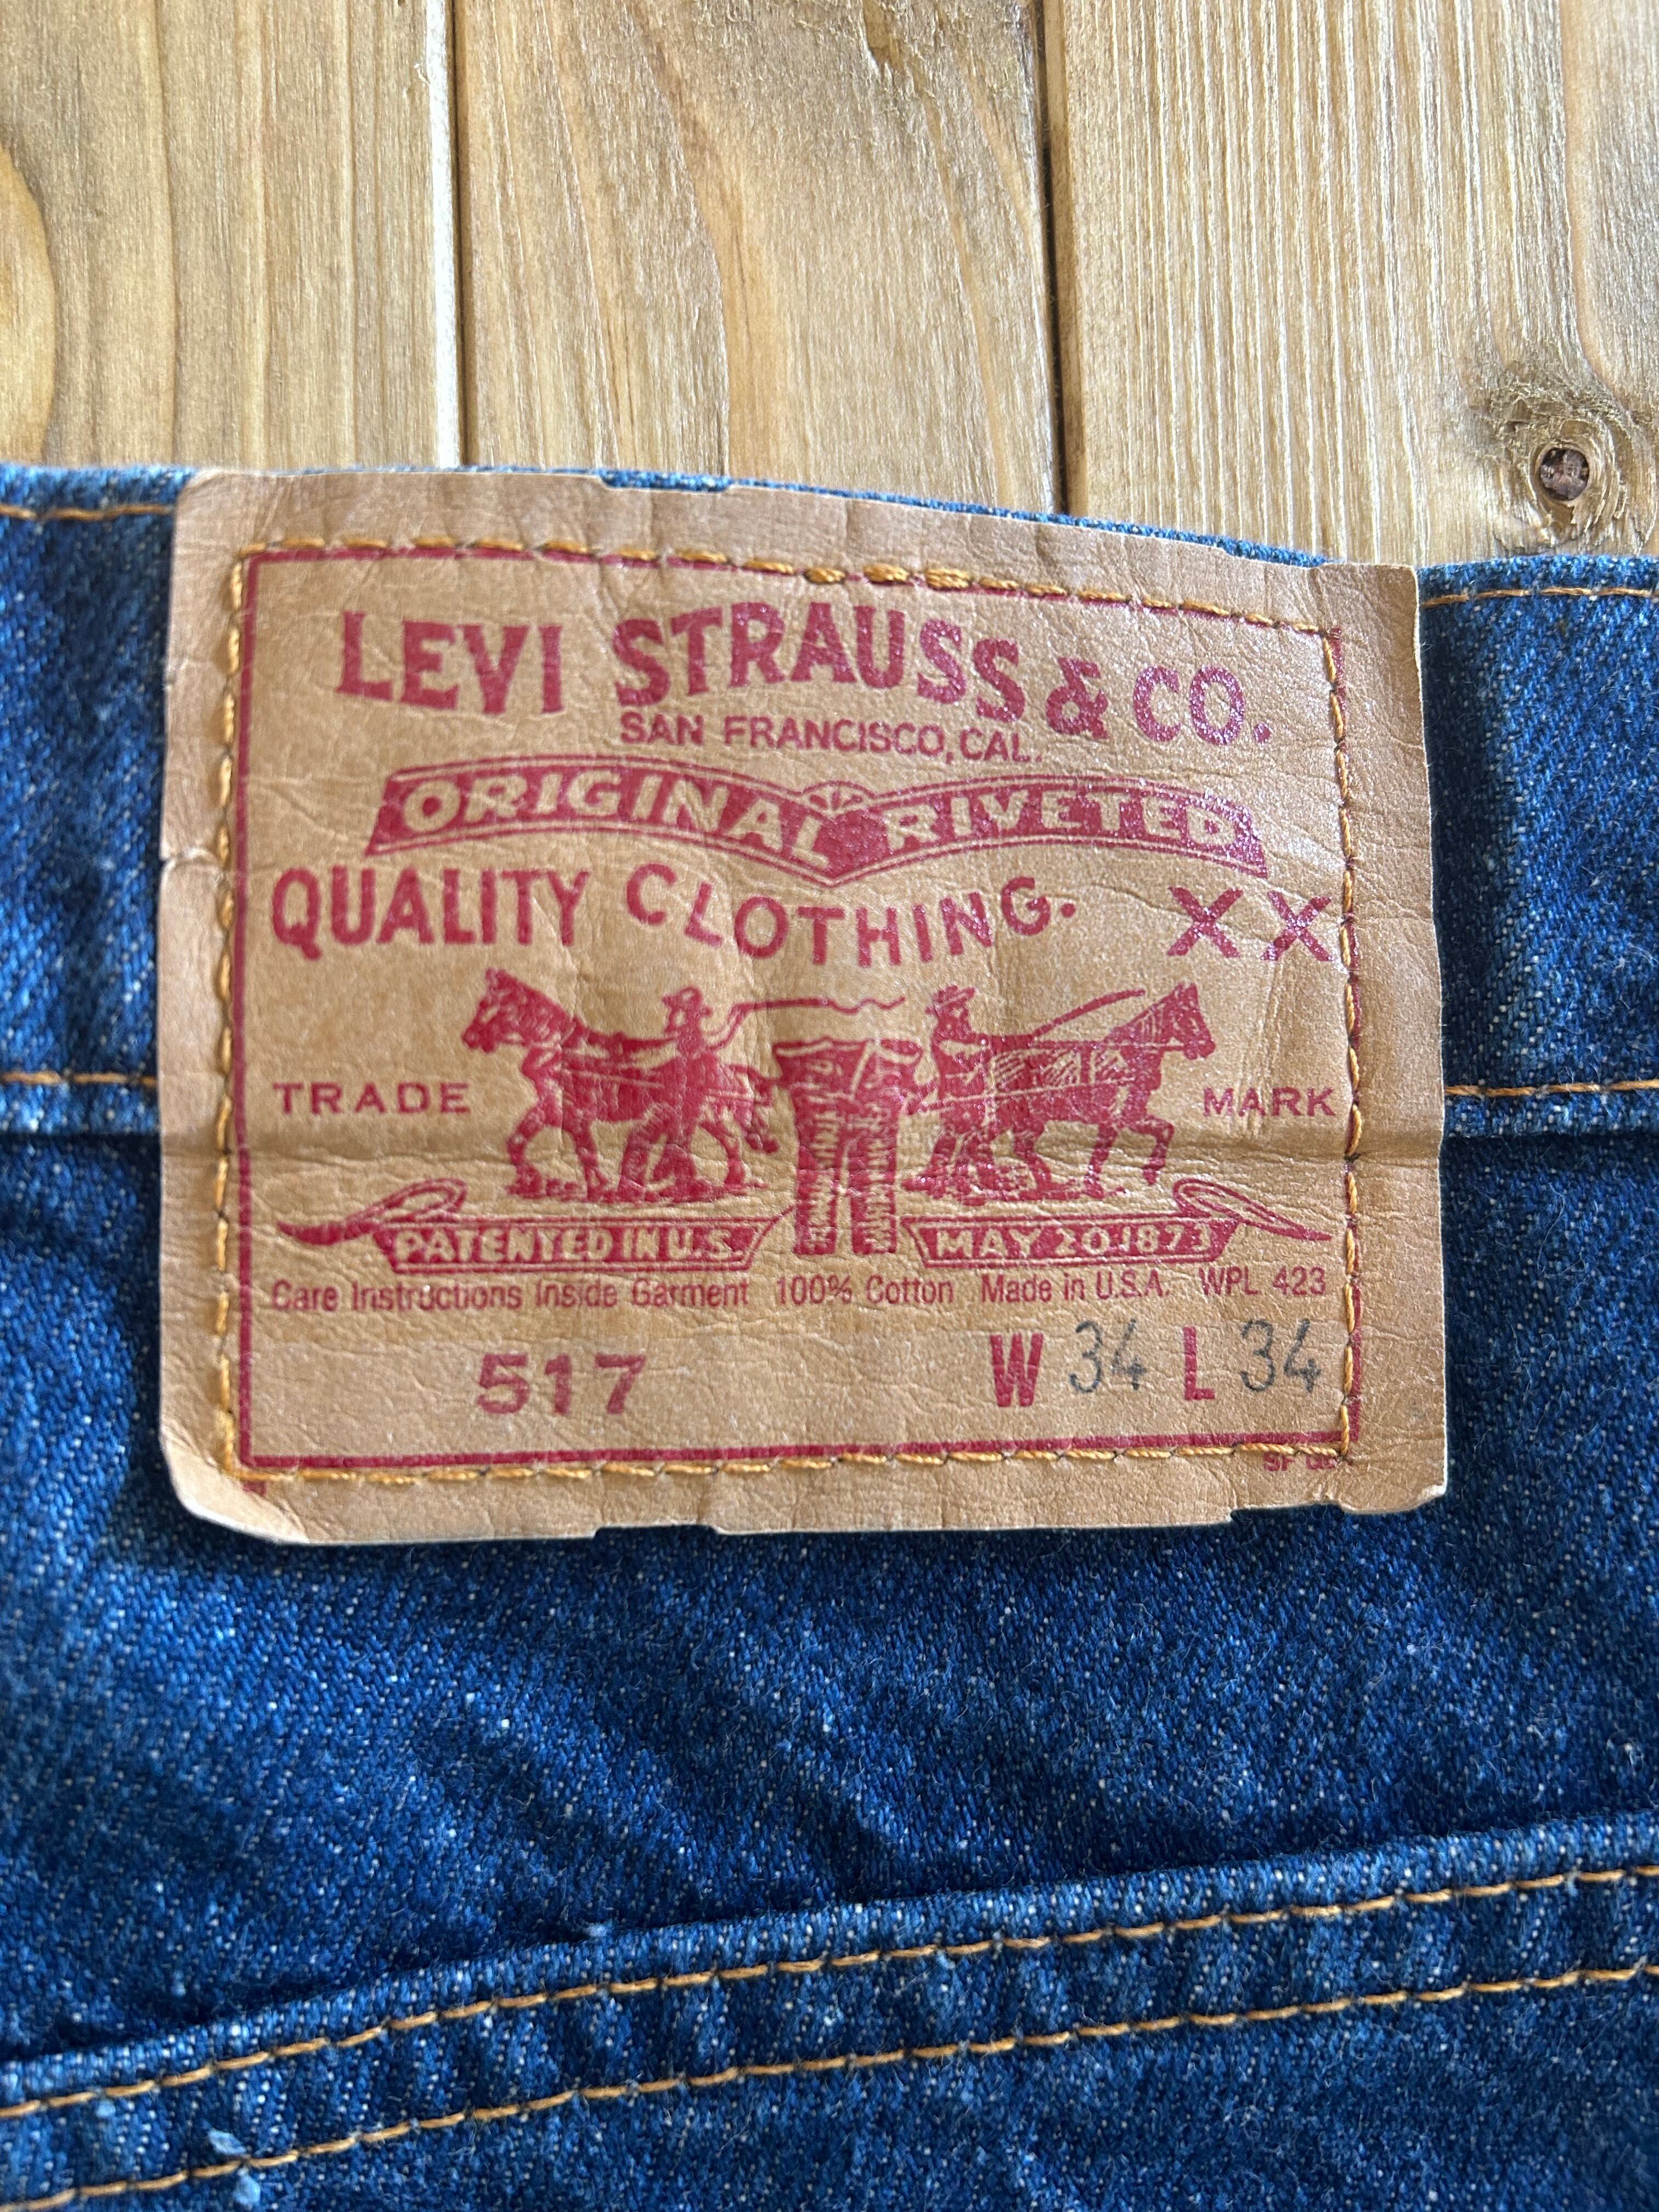 LEVI STRAUSS & CO.
SAN FRANCISCO, CAL.
ORIGINAL RIVETED
QUALITY CLOTHING. XX
TRADE MARK
PATENTED IN U.S. MAY 20 1873
Care Instructions Inside Garment 100% Cotton Made in U.S.A. WPL 423
517 W 34 L 34